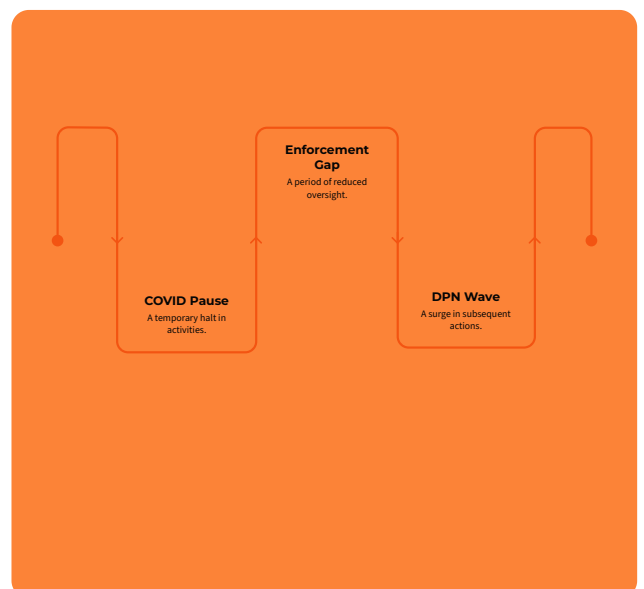 COVID Pause
A temporary halt in
activities.
Enforcement
Gap
A period of reduced
oversight.
DPN Wave
A surge in subsequent
actions.